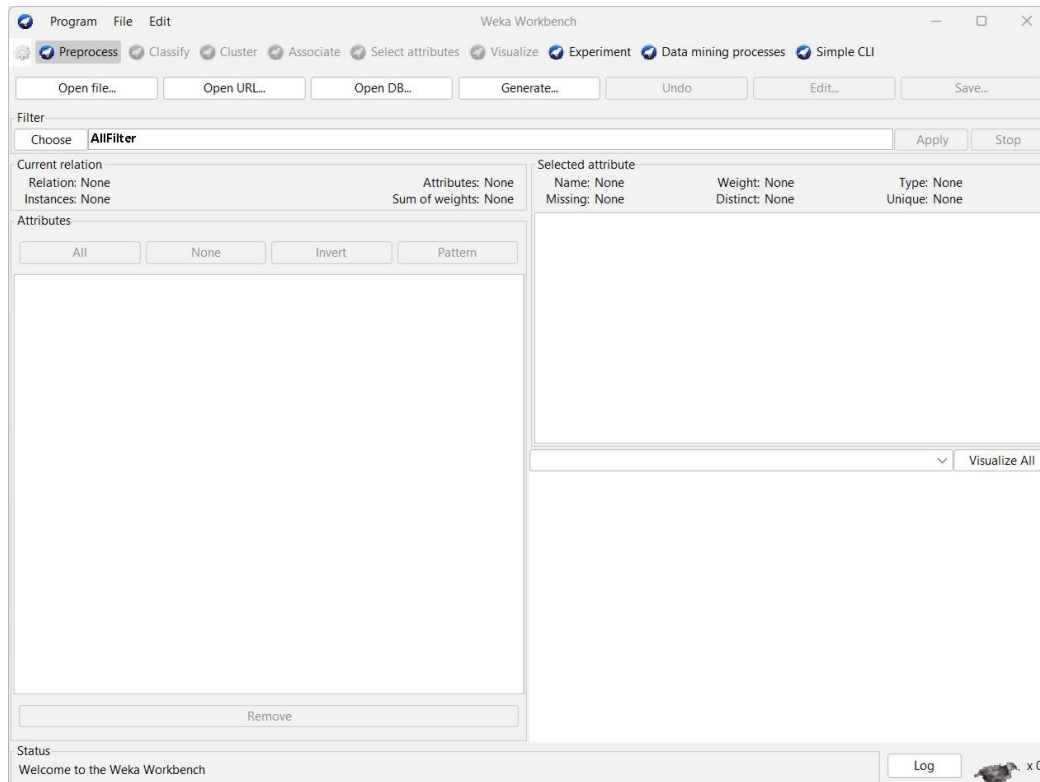 Program File Edit Weka Workbench
Preprocess Classify Cluster Associate Select attributes Visualize Experiment Data mining processes Simple CLI
Open file... Open URL... Open DB... Generate... Undo Edit... Save...
Filter
Choose AllFilter Apply Stop
Current relation
Relation: None Attributes: None
Instances: None Sum of weights: None
Selected attribute
Name: None Weight: None Type: None
Missing: None Distinct: None Unique: None
Attributes
All None Invert Pattern
Visualize All
Remove
Status
Welcome to the Weka Workbench
Log x 0